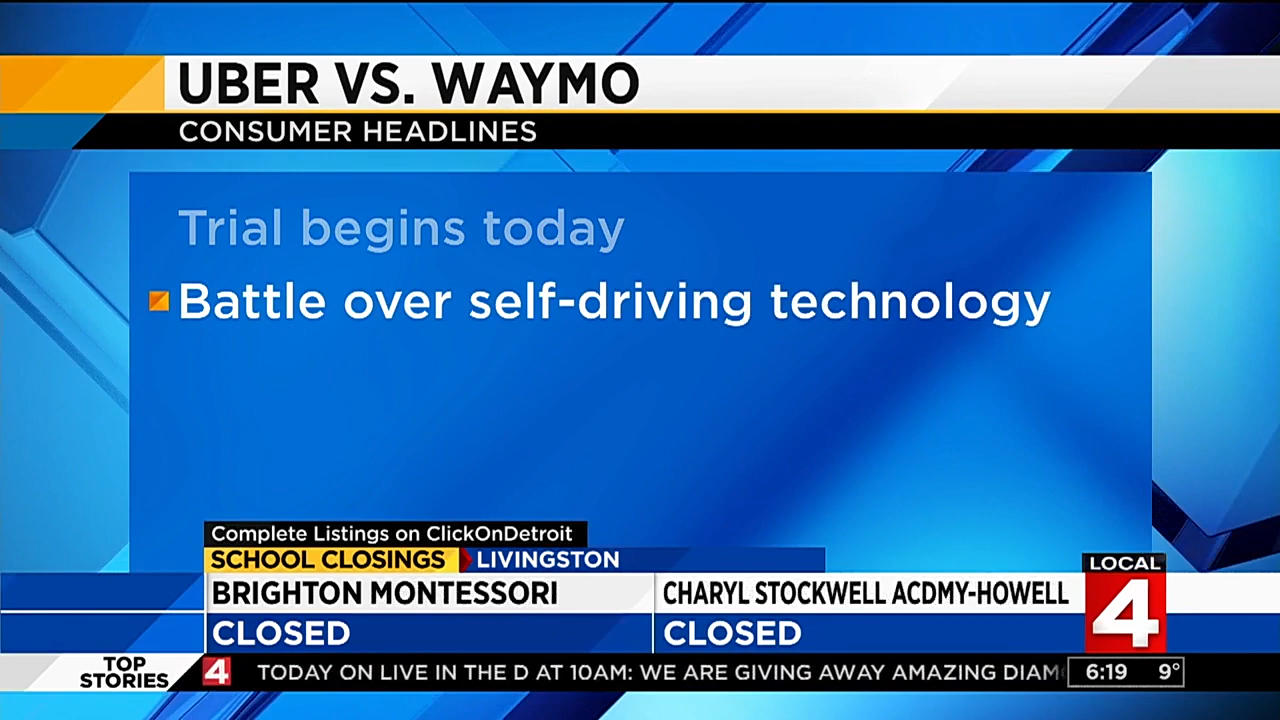 UBER VS. WAYMO
CONSUMER HEADLINES
Trial begins today
Battle over self-driving technology
Complete Listings on ClickOnDetroit
SCHOOL CLOSINGS LIVINGSTON
BRIGHTON MONTESSORI
CLOSED
CHARYL STOCKWELL ACDMY-HOWELL
CLOSED
LOCAL
4
TOP STORIES
4 TODAY ON LIVE IN THE D AT 10AM: WE ARE GIVING AWAY AMAZING
6:19 9°